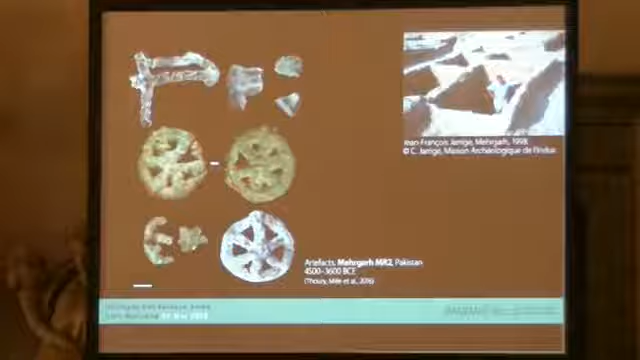 Jean-François Jarrige, Mehrgarh, 1998
© C. Jarrige, Mission Archéologique de l'Indus
Artefacts, Mehrgarh MR2, Pakistan
4500-3600 BCE
(Thoury, Mille et al., 2016)